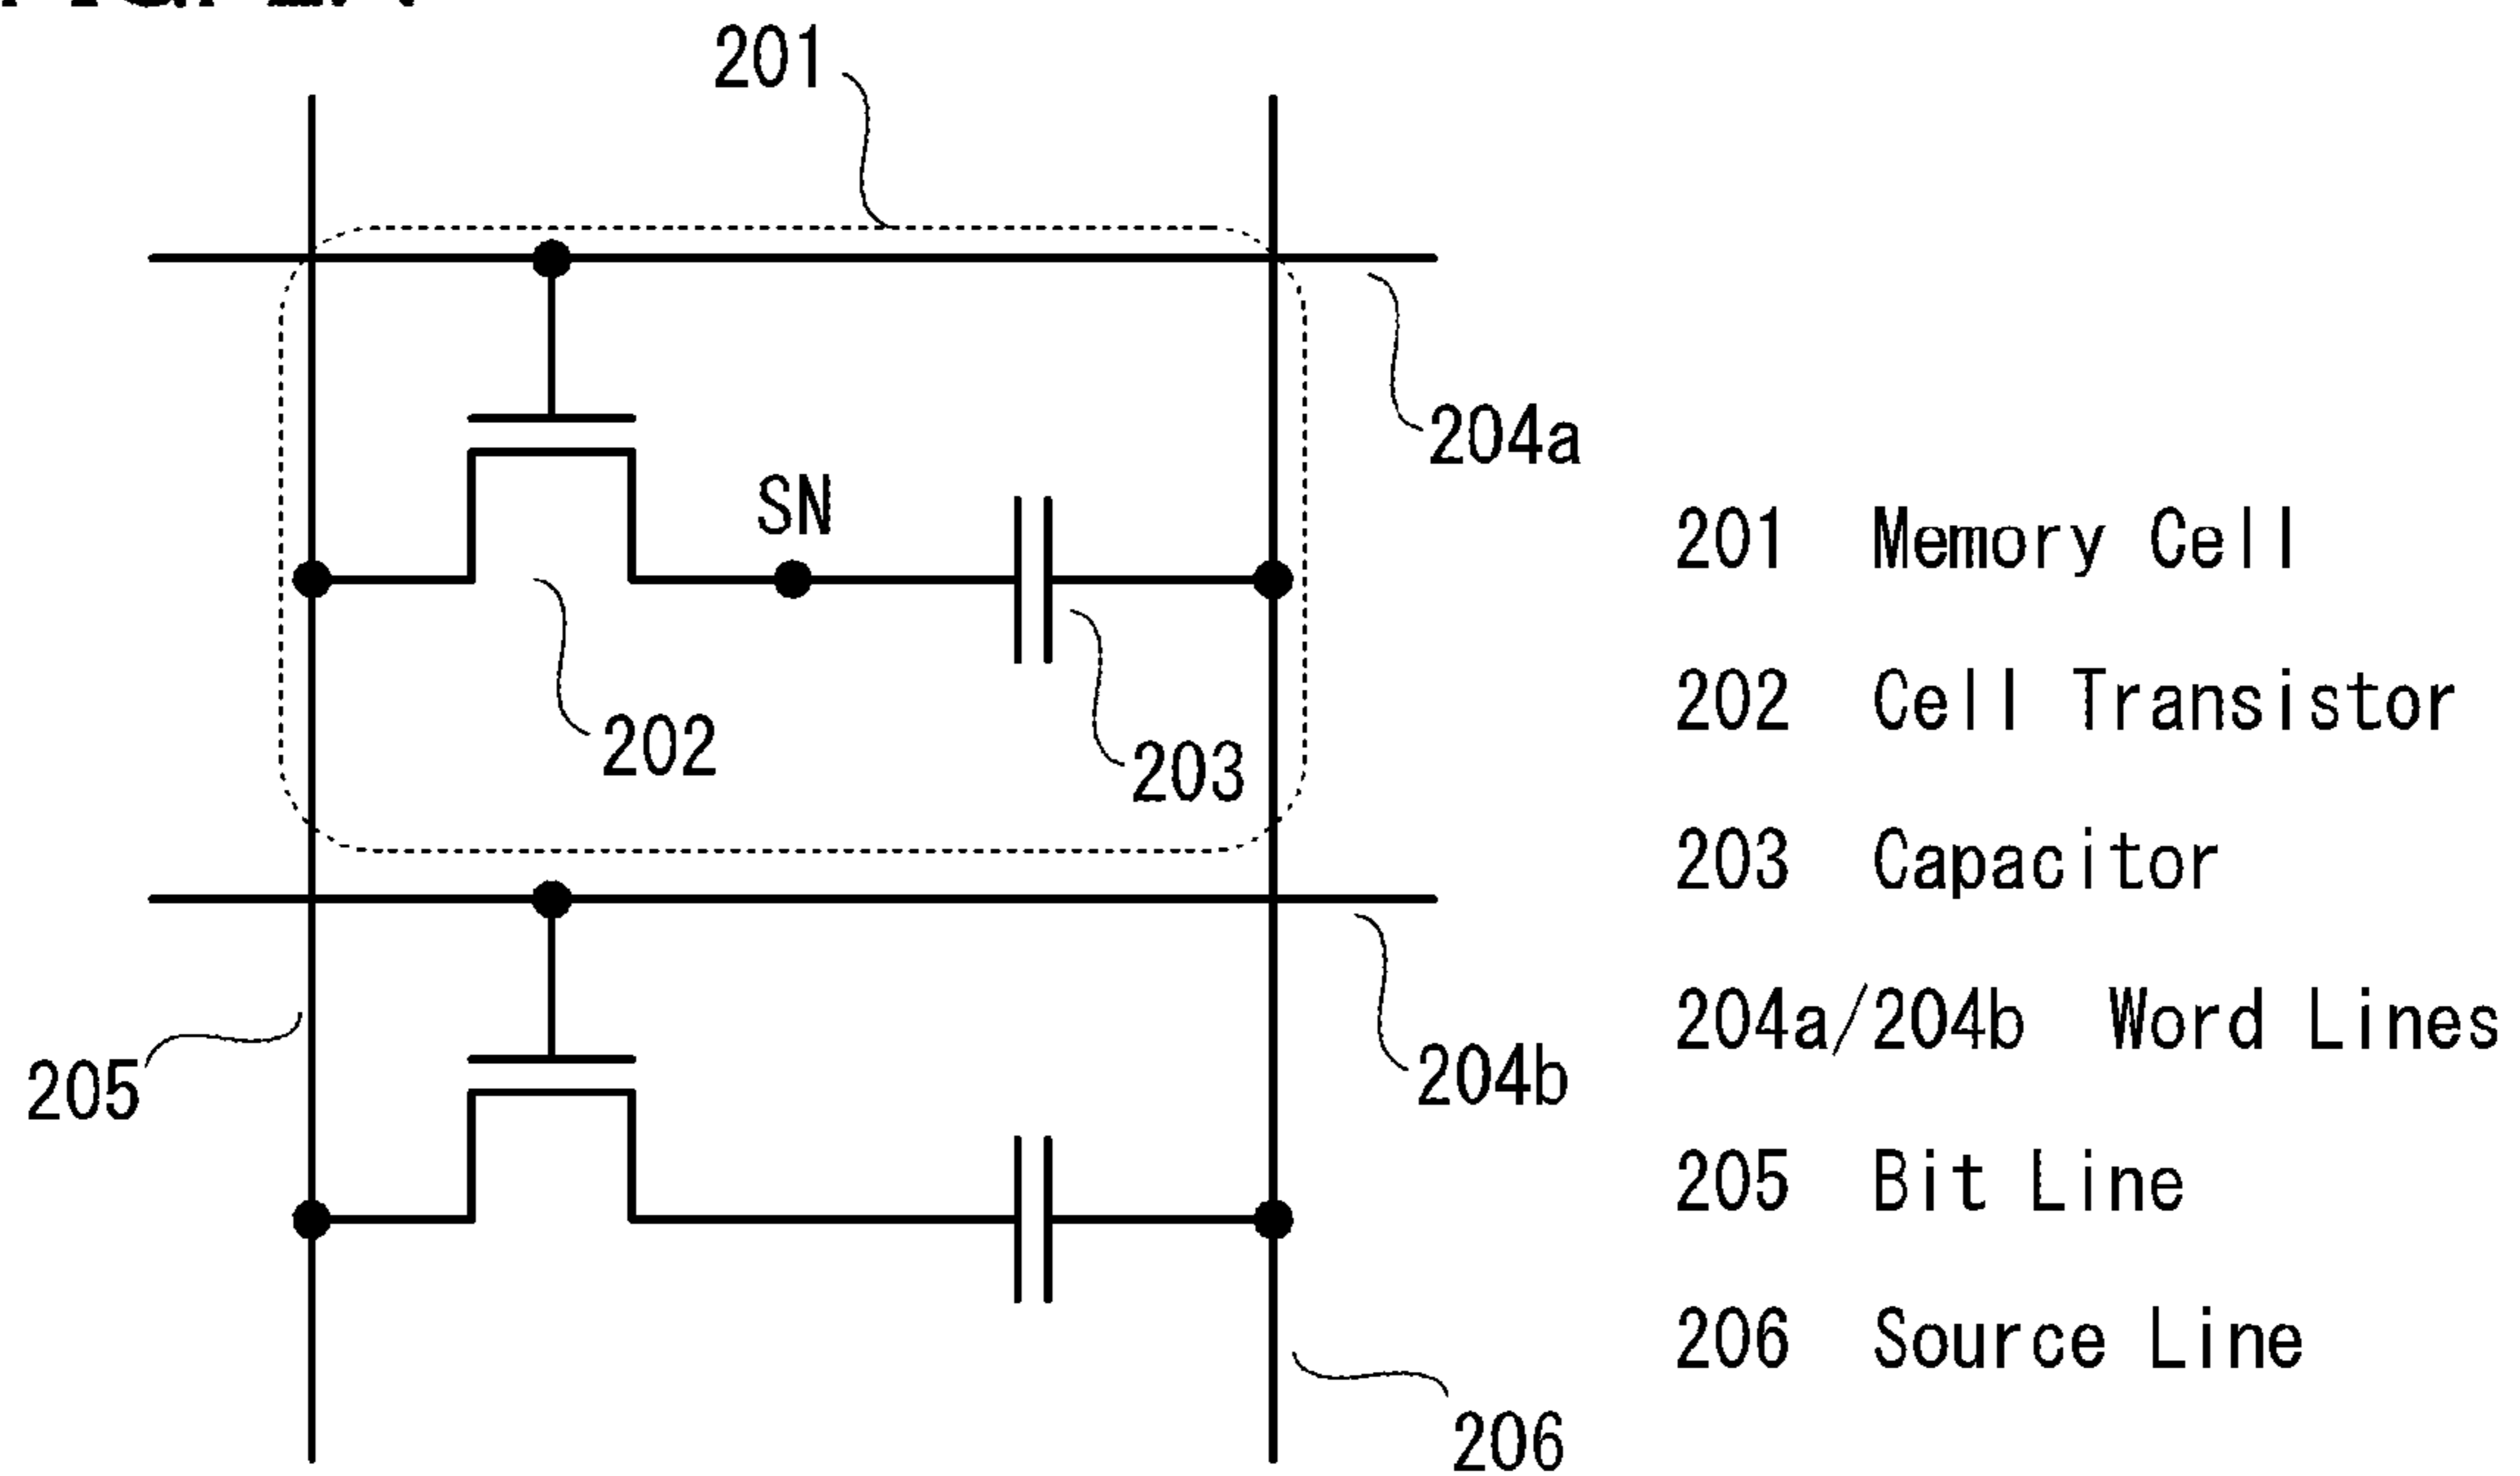 201
204a
SN
202
203
205
204b
206
201 Memory Cell
202 Cell Transistor
203 Capacitor
204a/204b Word Lines
205 Bit Line
206 Source Line